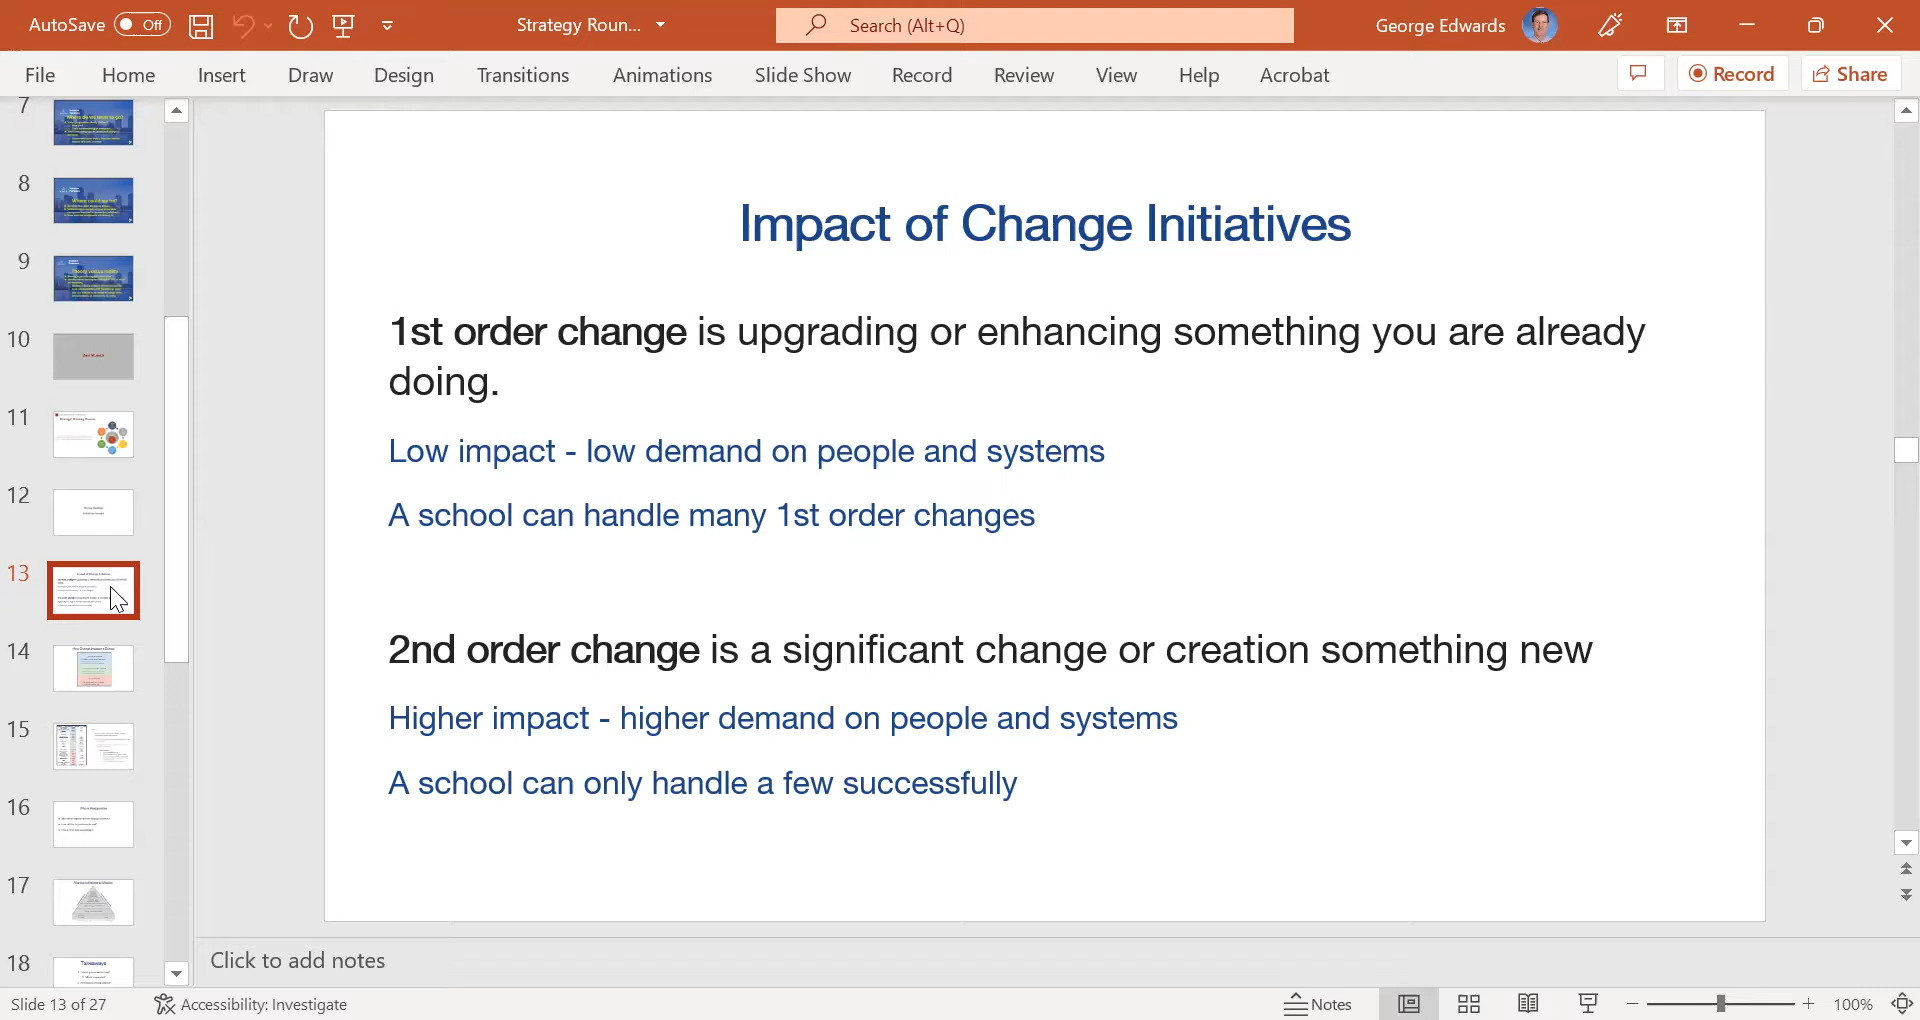 AutoSave Off Strategy Roun... Search (Alt+Q) George Edwards
File Home Insert Draw Design Transitions Animations Slide Show Record Review View Help Acrobat Record Share
7
8
9
10
11
12
13
14
15
16
17
18
Takeaways
Impact of Change Initiatives
1st order change is upgrading or enhancing something you are already
doing.
Low impact - low demand on people and systems
A school can handle many 1st order changes
2nd order change is a significant change or creation something new
Higher impact - higher demand on people and systems
A school can only handle a few successfully
Click to add notes
Slide 13 of 27 Accessibility: Investigate Notes 100%